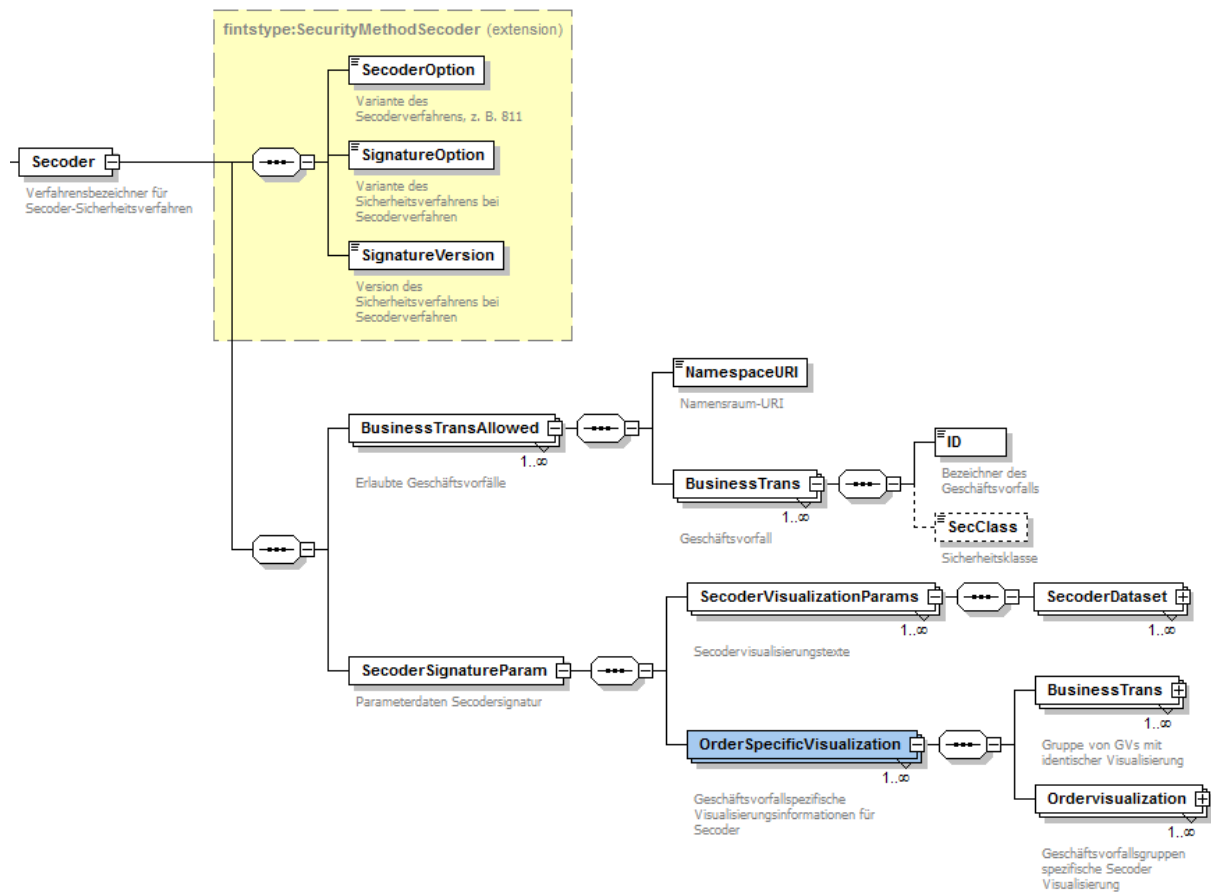 fintstype:SecurityMethodSecoder (extension)
SecoderOption
Variante des
Secoderverfahrens, z. B. 811
Secoder
Verfahrensbezeichner für
Secoder-Sicherheitsverfahren
SignatureOption
Variante des
Sicherheitsverfahrens bei
Secoderverfahren
SignatureVersion
Version des
Sicherheitsverfahrens bei
Secoderverfahren
NamespaceURI
Namensraum-URI
BusinessTransAllowed
1..∞
Erlaubte Geschäftsvorfälle
BusinessTrans
1..∞
Geschäftsvorfall
ID
Bezeichner des
Geschäftsvorfalls
SecClass
Sicherheitsklasse
SecoderVisualizationParams
1..∞
Secodervisualisierungstexte
SecoderDataset
1..∞
SecoderSignatureParam
Parameterdaten Secodersignatur
BusinessTrans
1..∞
Gruppe von GVs mit
identischer Visualisierung
OrderSpecificVisualization
1..∞
Geschäftsvorfallspezifische
Visualisierungsinformationen für
Secoder
Ordervisualization
1..∞
Geschäftsvorfallsgruppen
spezifische Secoder
Visualisierung